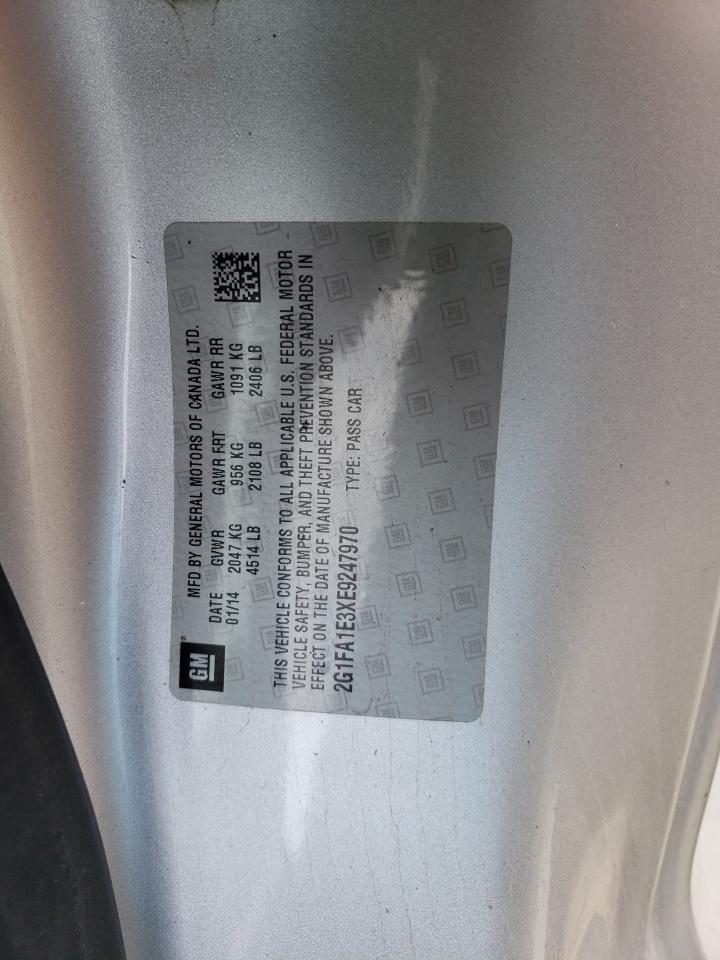 GM
MFD BY GENERAL MOTORS OF CANADA LTD.
DATE GVWR GAWR FRT GAWR RR
01/14 2047 KG 956 KG 1091 KG
4514 LB 2108 LB 2406 LB
THIS VEHICLE CONFORMS TO ALL APPLICABLE U.S. FEDERAL MOTOR
VEHICLE SAFETY, BUMPER, AND THEFT PREVENTION STANDARDS IN
EFFECT ON THE DATE OF MANUFACTURE SHOWN ABOVE.
2G1FA1E3XE9247970 TYPE: PASS CAR